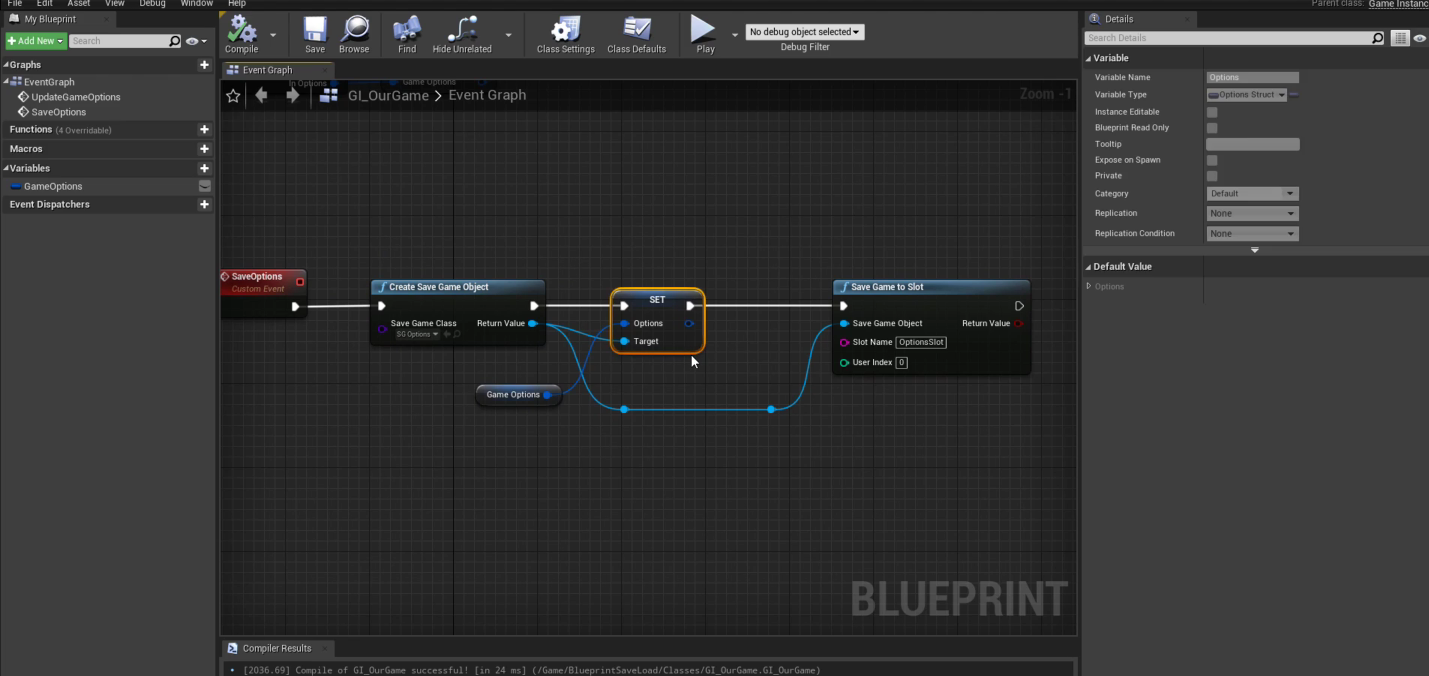 File Edit Asset View Debug Window Help
Parent class: Game Instanc
My Blueprint
Add New
Search
Graphs
EventGraph
UpdateGameOptions
SaveOptions
Functions (4 Overridable)
Macros
Variables
GameOptions
Event Dispatchers
Compile
Save
Browse
Find
Hide Unrelated
Class Settings
Class Defaults
Play
No debug object selected
Debug Filter
Event Graph
In Options
Game Options
GI_OurGame > Event Graph
Zoom -1
SaveOptions
Custom Event
Create Save Game Object
Save Game Class
SG Options
Return Value
Game Options
SET
Options
Target
Save Game to Slot
Save Game Object
Return Value
Slot Name OptionsSlot
User Index 0
BLUEPRINT
Compiler Results
[2036.69] Compile of GI_OurGame successful! [in 24 ms] (/Game/BlueprintSaveLoad/Classes/GI_OurGame.GI_OurGame)
Details
Search Details
Variable
Variable Name Options
Variable Type Options Struct
Instance Editable
Blueprint Read Only
Tooltip
Expose on Spawn
Private
Category Default
Replication None
Replication Condition None
Default Value
Options